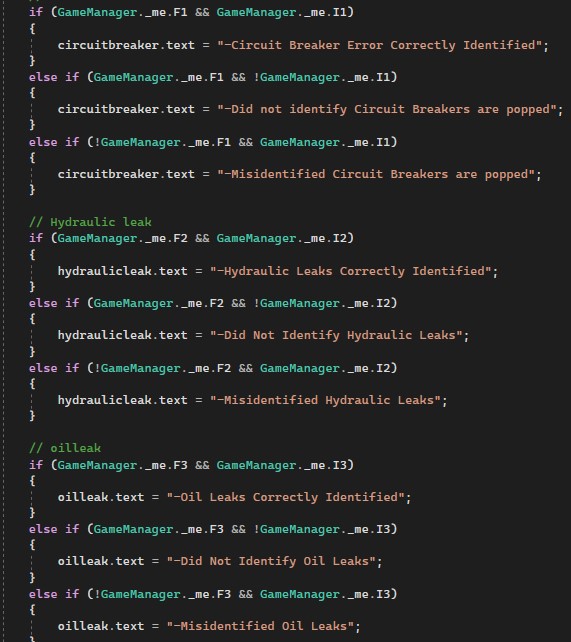 if (GameManager._me.F1 && GameManager._me.I1)
{
circuitbreaker.text = "-Circuit Breaker Error Correctly Identified";
}
else if (GameManager._me.F1 && !GameManager._me.I1)
{
circuitbreaker.text = "-Did not identify Circuit Breakers are popped";
}
else if (!GameManager._me.F1 && GameManager._me.I1)
{
circuitbreaker.text = "-Misidentified Circuit Breakers are popped";
}
// Hydraulic leak
if (GameManager._me.F2 && GameManager._me.I2)
{
hydraulicleak.text = "-Hydraulic Leaks Correctly Identified";
}
else if (GameManager._me.F2 && !GameManager._me.I2)
{
hydraulicleak.text = "-Did Not Identify Hydraulic Leaks";
}
else if (!GameManager._me.F2 && GameManager._me.I2)
{
hydraulicleak.text = "-Misidentified Hydraulic Leaks";
}
// oilleak
if (GameManager._me.F3 && GameManager._me.I3)
{
oilleak.text = "-Oil Leaks Correctly Identified";
}
else if (GameManager._me.F3 && !GameManager._me.I3)
{
oilleak.text = "-Did Not Identify Oil Leaks";
}
else if (!GameManager._me.F3 && GameManager._me.I3)
{
oilleak.text = "-Misidentified Oil Leaks";
}